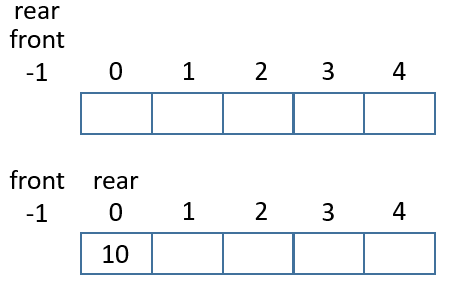 rear
front
-1 0 1 2 3 4
front rear
-1 0 1 2 3 4
10